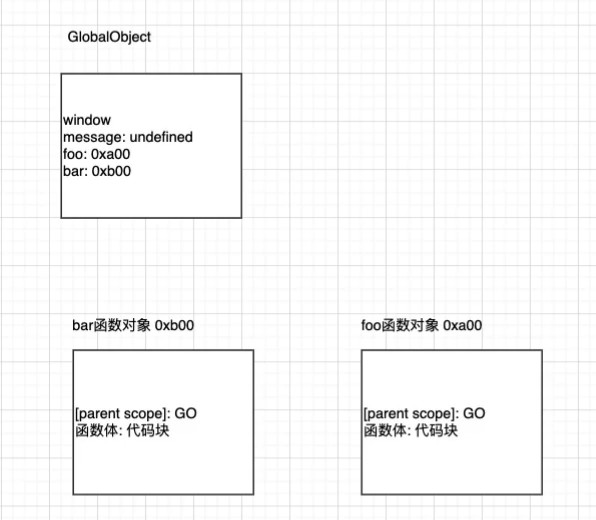 GlobalObject
window
message: undefined
foo: 0xa00
bar: 0xb00
bar函数对象 0xb00
[parent scope]: GO
函数体: 代码块
foo函数对象 0xa00
[parent scope]: GO
函数体: 代码块